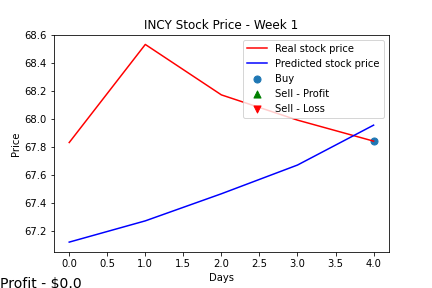 INCY Stock Price - Week 1
68.6
68.4
68.2
68.0
67.8
67.6
67.4
67.2
Price
Real stock price
Predicted stock price
Buy
Sell - Profit
Sell - Loss
0.0 0.5 1.0 1.5 2.0 2.5 3.0 3.5 4.0
Days
Profit - $0.0